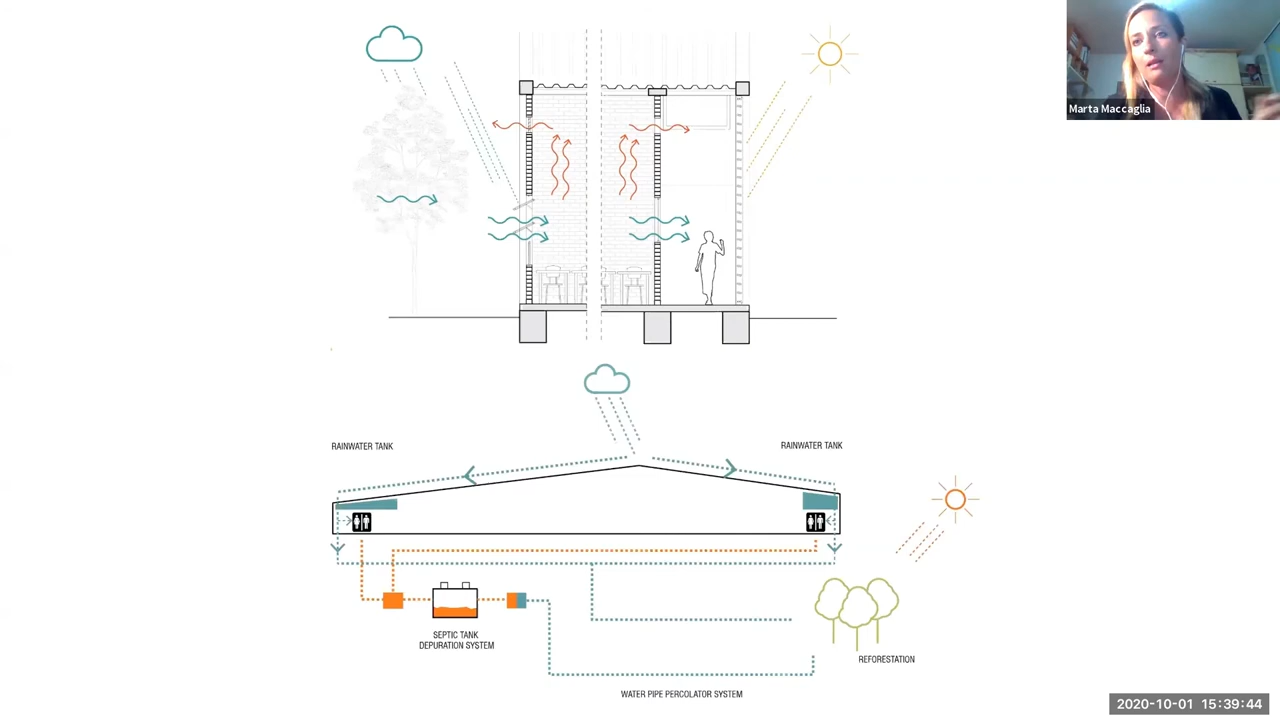 Marta Maccaglia
RAINWATER TANK
RAINWATER TANK
SEPTIC TANK
DEPURATION SYSTEM
REFORESTATION
WATER PIPE PERCOLATOR SYSTEM
2020-10-01 15:39:44